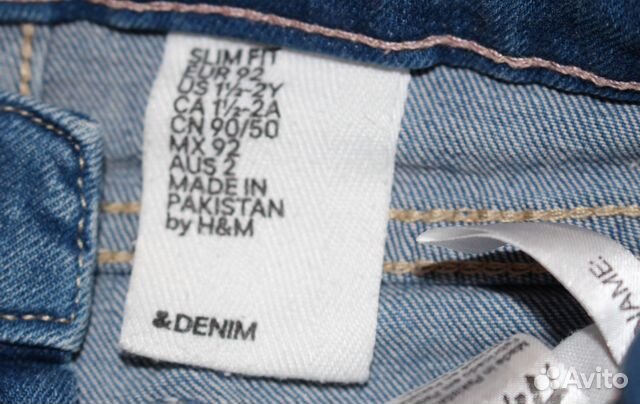 SLIM FIT
EUR 92
US 1½-2Y
CA 1½-2A
CN 90/50
MX 92
AUS 2
MADE IN
PAKISTAN
by H&M
&DENIM
NAME:
Avito